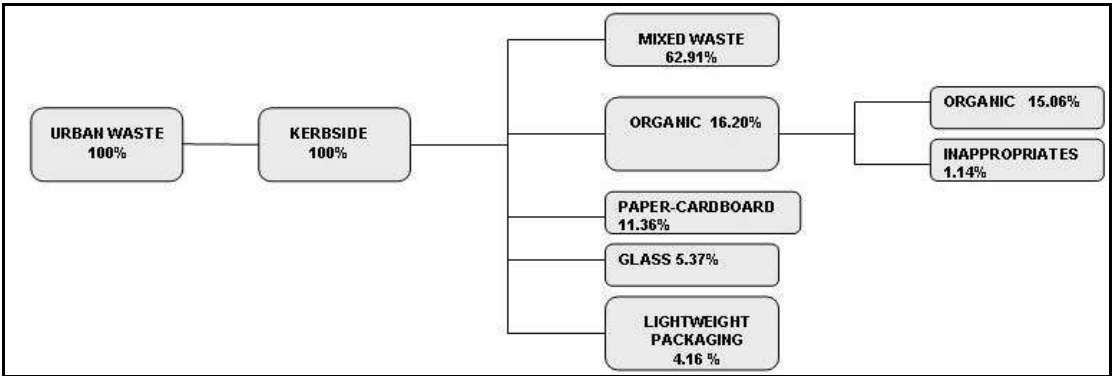 URBAN WASTE
100%
KERBSIDE
100%
MIXED WASTE
62.91%
ORGANIC 16.20%
ORGANIC 15.06%
INAPPROPRIATES
1.14%
PAPER-CARDBOARD
11.36%
GLASS 5.37%
LIGHTWEIGHT
PACKAGING
4.16 %